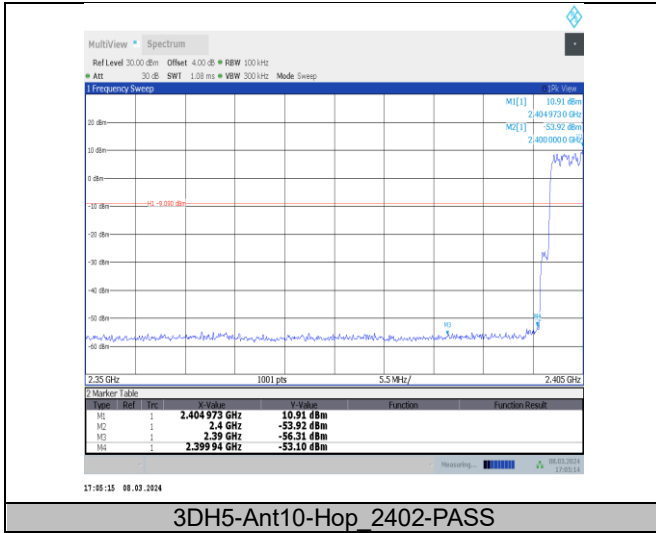 MultiView Spectrum
Ref Level 30.00 dBm Offset 4.00 dB RBW 100 kHz
Att 30 dB SWT 1.08 ms VBW 300 kHz Mode Sweep
1 Frequency Sweep 1Pk View
M1[1] 10.91 dBm
2.4049730 GHz
M2[1] -53.92 dBm
2.4000000 GHz
20 dBm
10 dBm
0 dBm
-10 dBm H1 -9.090 dBm
-20 dBm
-30 dBm
-40 dBm
-50 dBm
M3
-60 dBm
2.35 GHz 1001 pts 5.5 MHz/ 2.405 GHz
2 Marker Table
Type Ref Trc X-Value Y-Value Function Function Result
M1 1 2.404 973 GHz 10.91 dBm
M2 1 2.4 GHz -53.92 dBm
M3 1 2.39 GHz -56.31 dBm
M4 1 2.399 94 GHz -53.10 dBm
Measuring... 08.03.2024
17:05:14
17:05:15 08.03.2024
3DH5-Ant10-Hop_2402-PASS